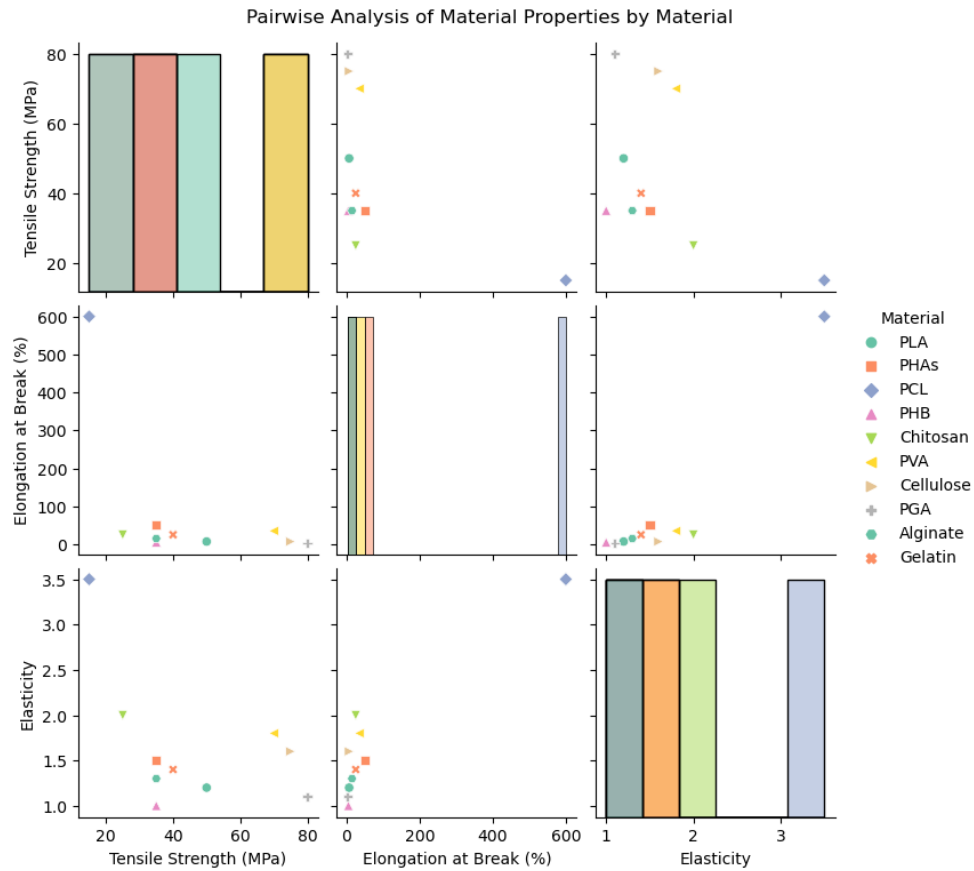 Pairwise Analysis of Material Properties by Material
Tensile Strength (MPa)
80
60
40
20
Elongation at Break (%)
600
500
400
300
200
100
0
Material
PLA
PHAs
PCL
PHB
Chitosan
PVA
Cellulose
PGA
Alginate
Gelatin
Elasticity
3.5
3.0
2.5
2.0
1.5
1.0
20 40 60 80
0 200 400 600
1 2 3
Tensile Strength (MPa)
Elongation at Break (%)
Elasticity